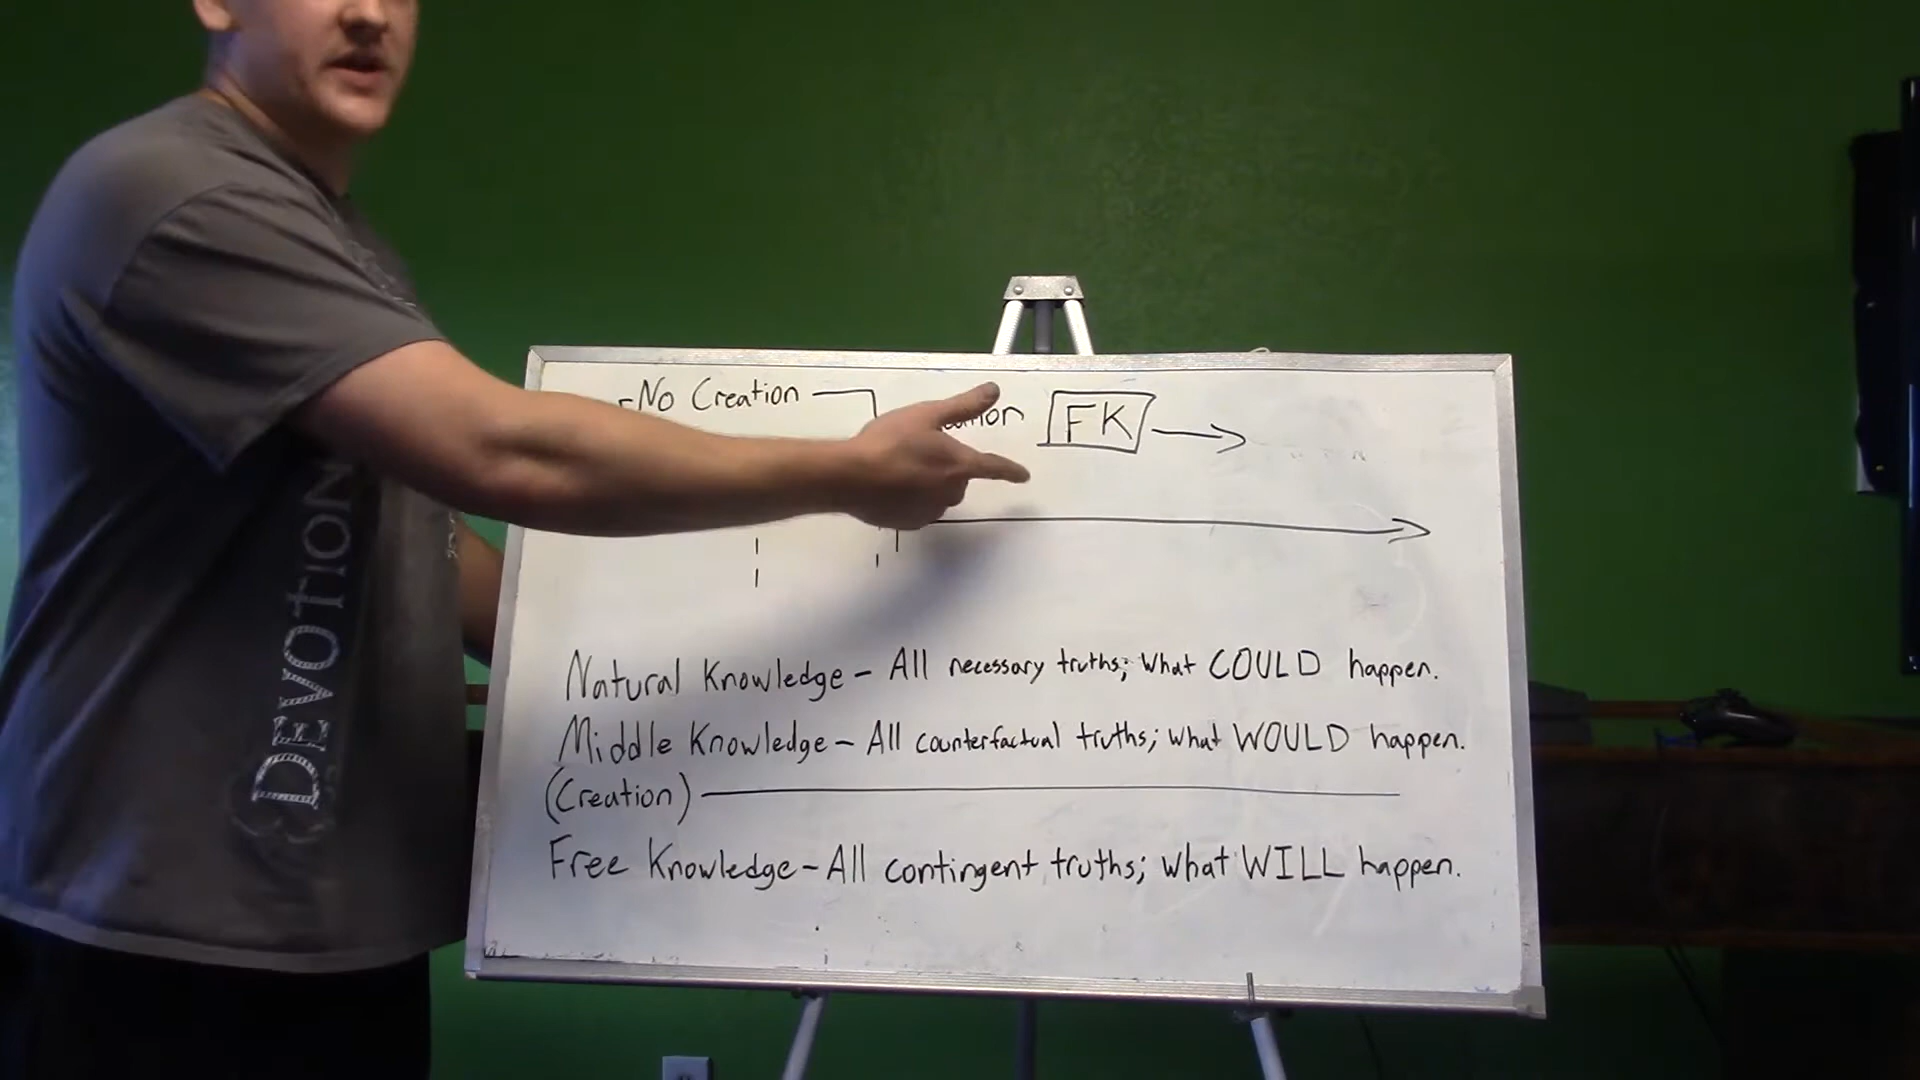 No Creation
FK
Natural Knowledge – All necessary truths; what COULD happen.
Middle Knowledge – All counterfactual truths; what WOULD happen.
(Creation)
Free Knowledge – All contingent truths; what WILL happen.
DEVOTION